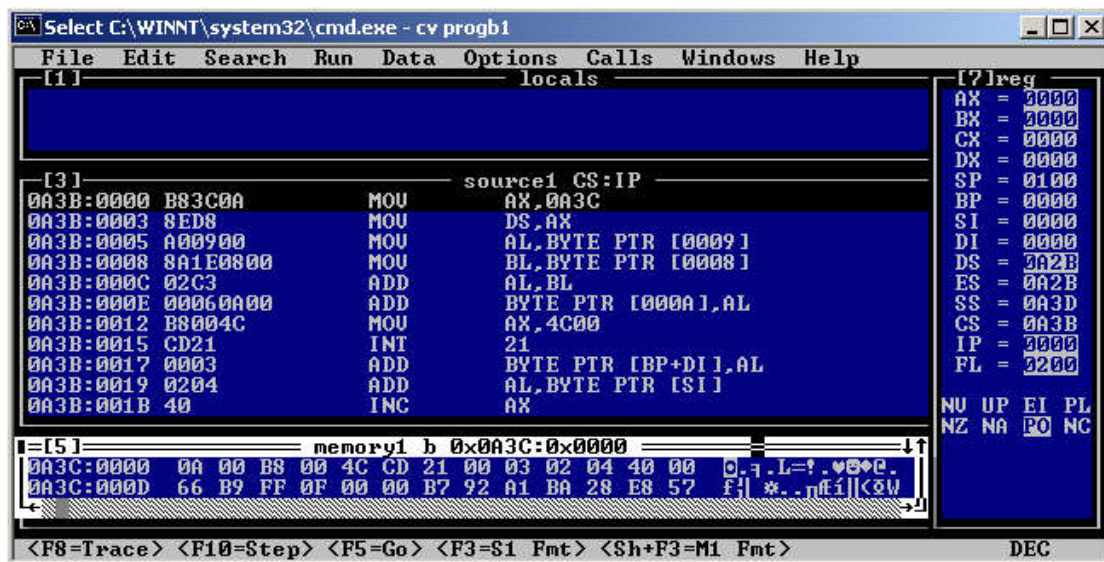 Select C:\WINNT\system32\cmd.exe - cv progb1
File Edit Search Run Data Options Calls Windows Help
[1] locals
[3] source1 CS:IP
0A3B:0000 B83C0A MOV AX,0A3C
0A3B:0003 8ED8 MOV DS,AX
0A3B:0005 A00900 MOV AL,BYTE PTR [0009]
0A3B:0008 8A1E0800 MOV BL,BYTE PTR [0008]
0A3B:000C 02C3 ADD AL,BL
0A3B:000E 00060A00 ADD BYTE PTR [000A],AL
0A3B:0012 B8004C MOV AX,4C00
0A3B:0015 CD21 INT 21
0A3B:0017 0003 ADD BYTE PTR [BP+DI],AL
0A3B:0019 0204 ADD AL,BYTE PTR [SI]
0A3B:001B 40 INC AX
[5] memory1 b 0x0A3C:0x0000
0A3C:0000 0A 00 B8 00 4C CD 21 00 03 02 04 40 00
0A3C:000D 66 B9 FF 0F 00 00 B7 92 A1 BA 28 E8 57
[7]reg
AX = 0000
BX = 0000
CX = 0000
DX = 0000
SP = 0100
BP = 0000
SI = 0000
DI = 0000
DS = 0A2B
ES = 0A2B
SS = 0A3D
CS = 0A3B
IP = 0000
FL = 0200
NV UP EI PL
NZ NA PO NC
<F8=Trace> <F10=Step> <F5=Go> <F3=S1 Fmt> <Sh+F3=M1 Fmt> DEC